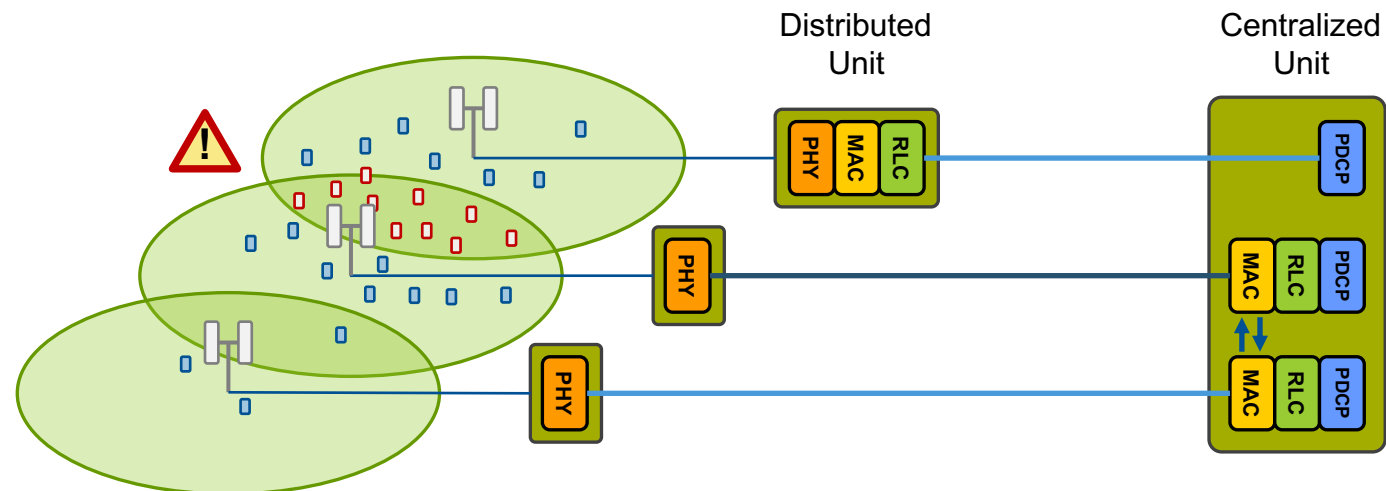 Distributed
Unit
Centralized
Unit
!
PHY
MAC
RLC
PDCP
PHY
MAC
RLC
PDCP
PHY
MAC
RLC
PDCP